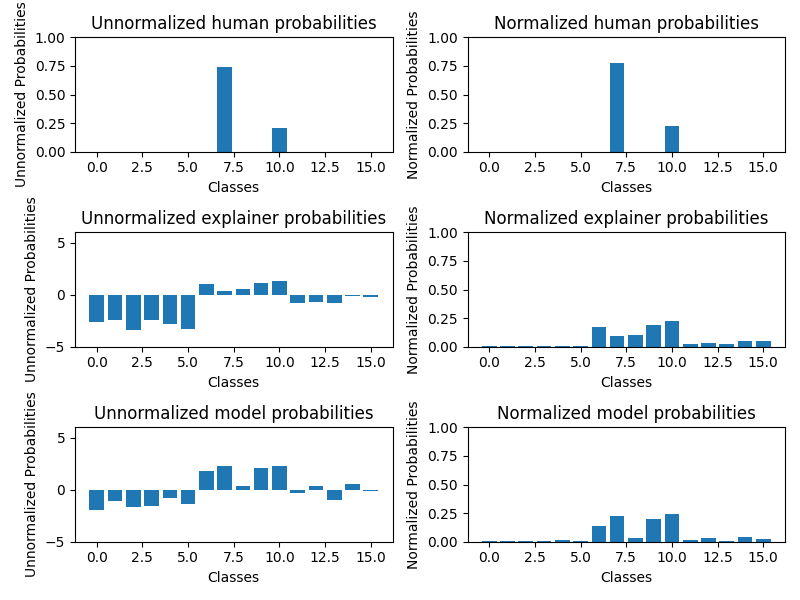 Unnormalized human probabilities
Unnormalized Probabilities
1.00
0.75
0.50
0.25
0.00
0.0 2.5 5.0 7.5 10.0 12.5 15.0
Classes
Normalized human probabilities
Normalized Probabilities
1.00
0.75
0.50
0.25
0.00
0.0 2.5 5.0 7.5 10.0 12.5 15.0
Classes
Unnormalized explainer probabilities
Unnormalized Probabilities
5
0
−5
0.0 2.5 5.0 7.5 10.0 12.5 15.0
Classes
Normalized explainer probabilities
Normalized Probabilities
1.00
0.75
0.50
0.25
0.00
0.0 2.5 5.0 7.5 10.0 12.5 15.0
Classes
Unnormalized model probabilities
Unnormalized Probabilities
5
0
−5
0.0 2.5 5.0 7.5 10.0 12.5 15.0
Classes
Normalized model probabilities
Normalized Probabilities
1.00
0.75
0.50
0.25
0.00
0.0 2.5 5.0 7.5 10.0 12.5 15.0
Classes